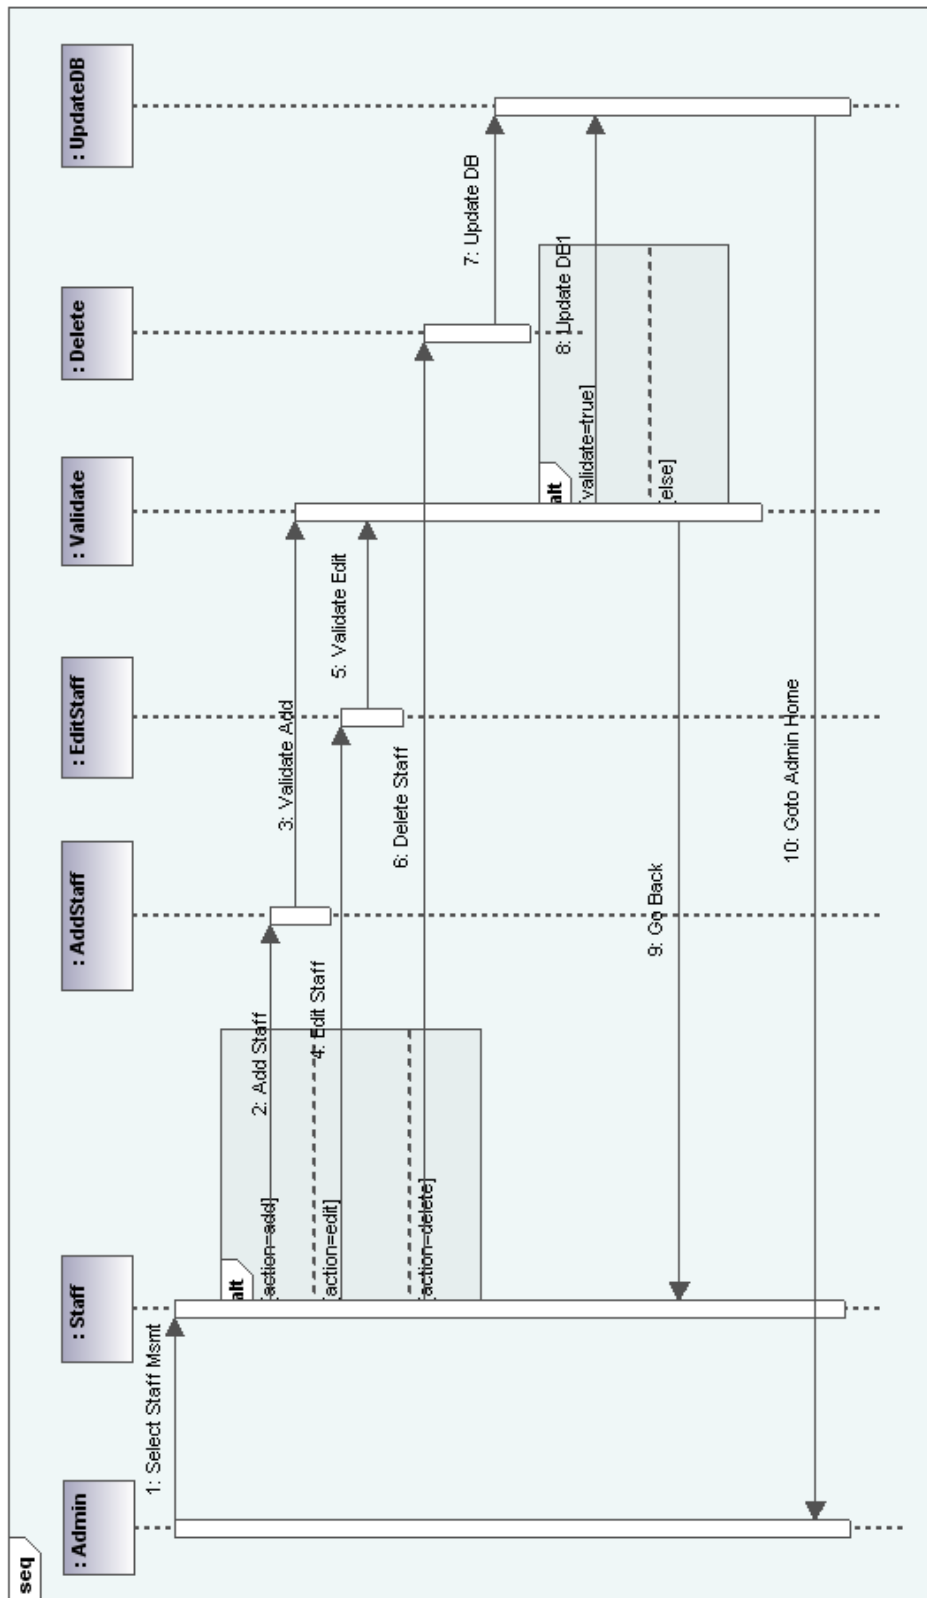 seq
: Admin
: Staff
: AddStaff
: EditStaff
: Validate
: Delete
: UpdateDB
1: Select Staff Msmt
alt
[action=add]
2: Add Staff
3: Validate Add
[action=edit]
4: Edit Staff
5: Validate Edit
[action=delete]
6: Delete Staff
7: Update DB
alt
[validate=true]
8: Update DB1
[else]
9: Go Back
10: Goto Admin Home